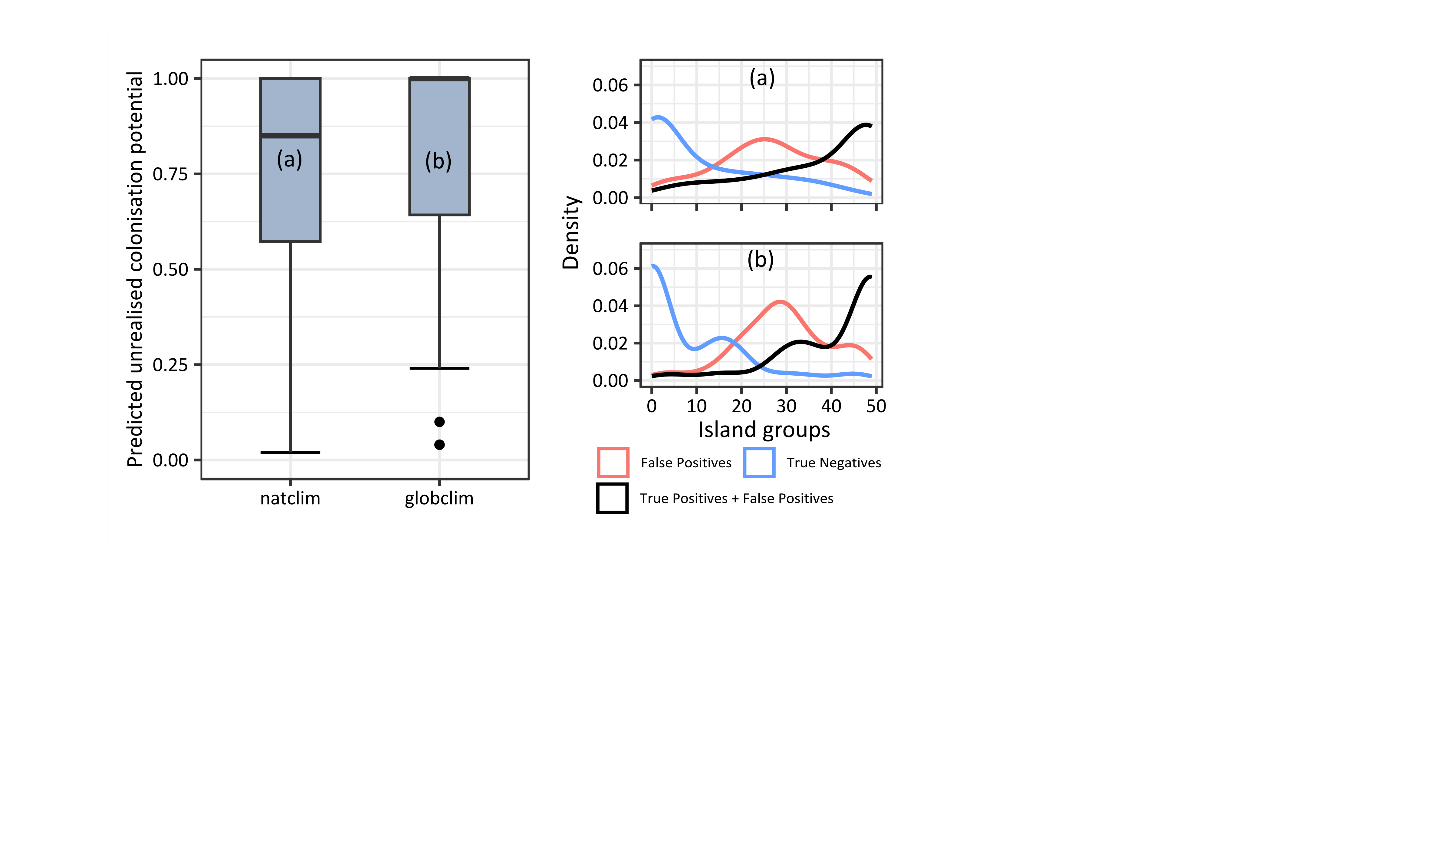 Predicted unrealised colonisation potential
1.00
0.75
0.50
0.25
0.00
(a)
(b)
natclim
globclim
Density
(a)
0.06
0.04
0.02
0.00
(b)
0.06
0.04
0.02
0.00
0 10 20 30 40 50
Island groups
False Positives
True Negatives
True Positives + False Positives